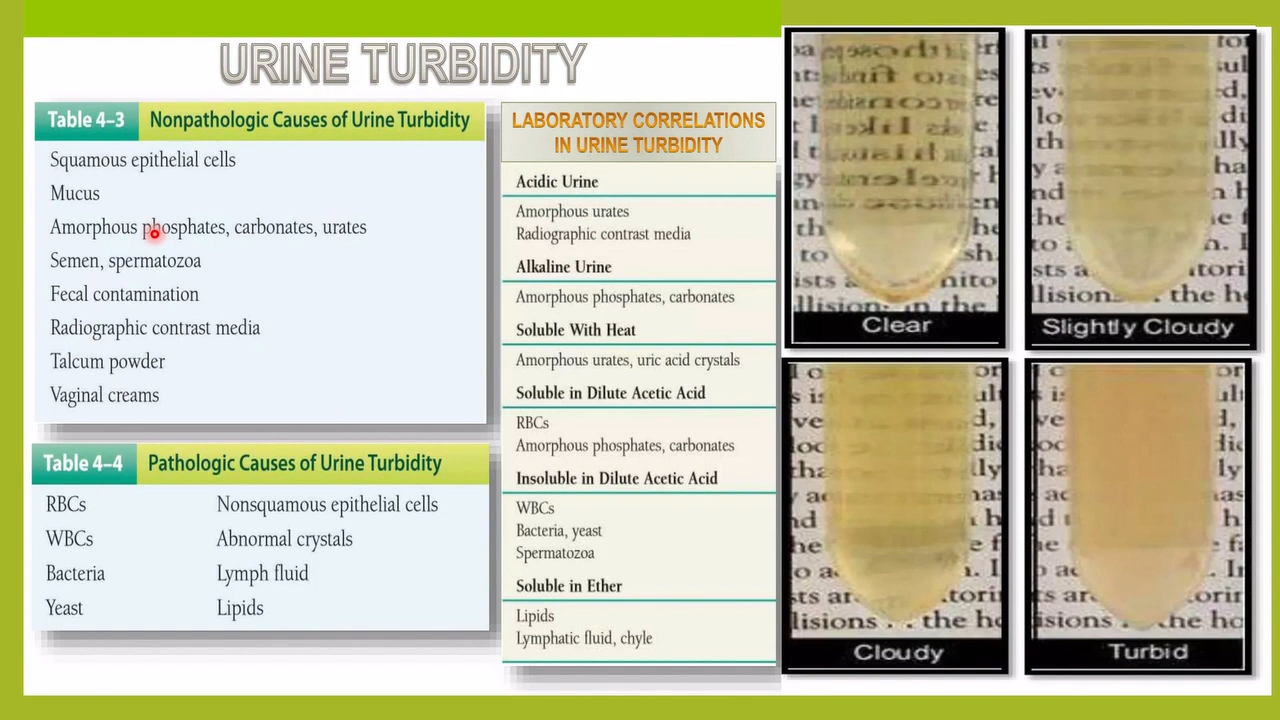 URINE TURBIDITY
Table 4–3 Nonpathologic Causes of Urine Turbidity
Squamous epithelial cells
Mucus
Amorphous phosphates, carbonates, urates
Semen, spermatozoa
Fecal contamination
Radiographic contrast media
Talcum powder
Vaginal creams
Table 4–4 Pathologic Causes of Urine Turbidity
RBCs Nonsquamous epithelial cells
WBCs Abnormal crystals
Bacteria Lymph fluid
Yeast Lipids
LABORATORY CORRELATIONS
IN URINE TURBIDITY
Acidic Urine
Amorphous urates
Radiographic contrast media
Alkaline Urine
Amorphous phosphates, carbonates
Soluble With Heat
Amorphous urates, uric acid crystals
Soluble in Dilute Acetic Acid
RBCs
Amorphous phosphates, carbonates
Insoluble in Dilute Acetic Acid
WBCs
Bacteria, yeast
Spermatozoa
Soluble in Ether
Lipids
Lymphatic fluid, chyle
Clear
Slightly Cloudy
Cloudy
Turbid